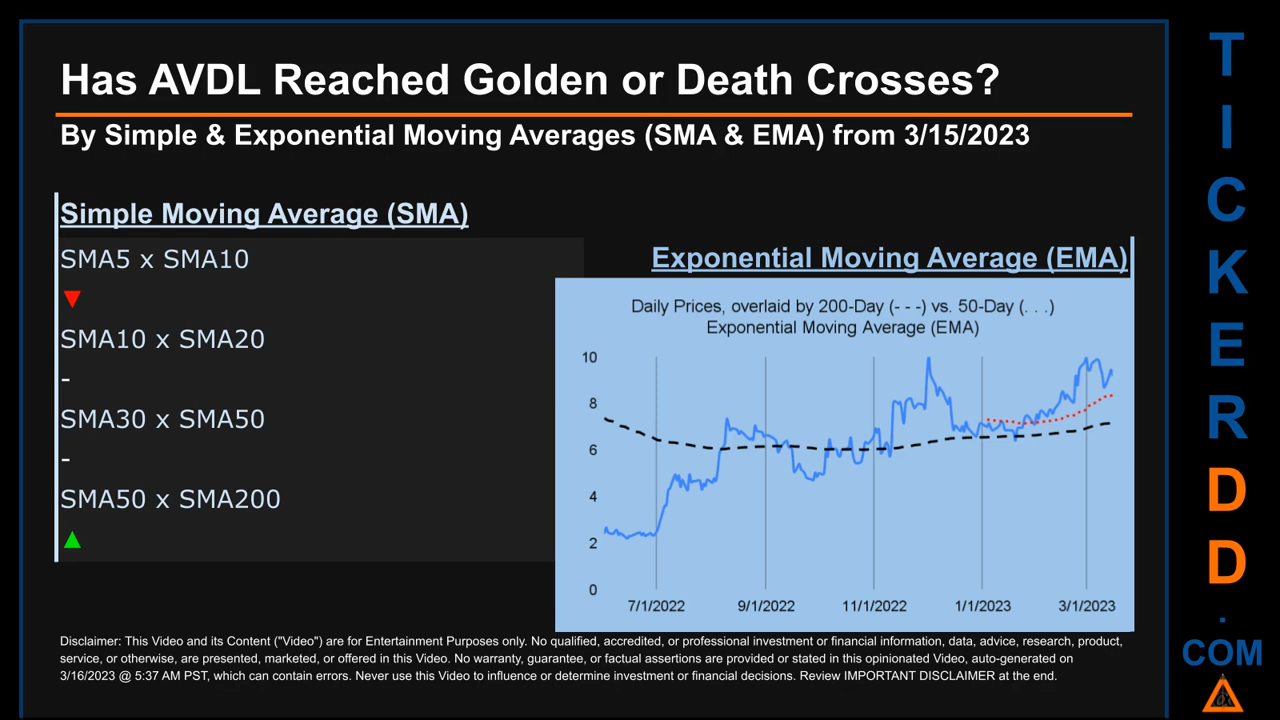 Has AVDL Reached Golden or Death Crosses?
By Simple & Exponential Moving Averages (SMA & EMA) from 3/15/2023
Simple Moving Average (SMA)
SMA5 x SMA10
▼
SMA10 x SMA20
-
SMA30 x SMA50
-
SMA50 x SMA200
▲
Exponential Moving Average (EMA)
Daily Prices, overlaid by 200-Day (- - -) vs. 50-Day (. . .)
Exponential Moving Average (EMA)
10
8
6
4
2
0
7/1/2022 9/1/2022 11/1/2022 1/1/2023 3/1/2023
Disclaimer: This Video and its Content ("Video") are for Entertainment Purposes only. No qualified, accredited, or professional investment or financial information, data, advice, research, product,
service, or otherwise, are presented, marketed, or offered in this Video. No warranty, guarantee, or factual assertions are provided or stated in this opinionated Video, auto-generated on
3/16/2023 @ 5:37 AM PST, which can contain errors. Never use this Video to influence or determine investment or financial decisions. Review IMPORTANT DISCLAIMER at the end.
T
I
C
K
E
R
D
D
.
COM